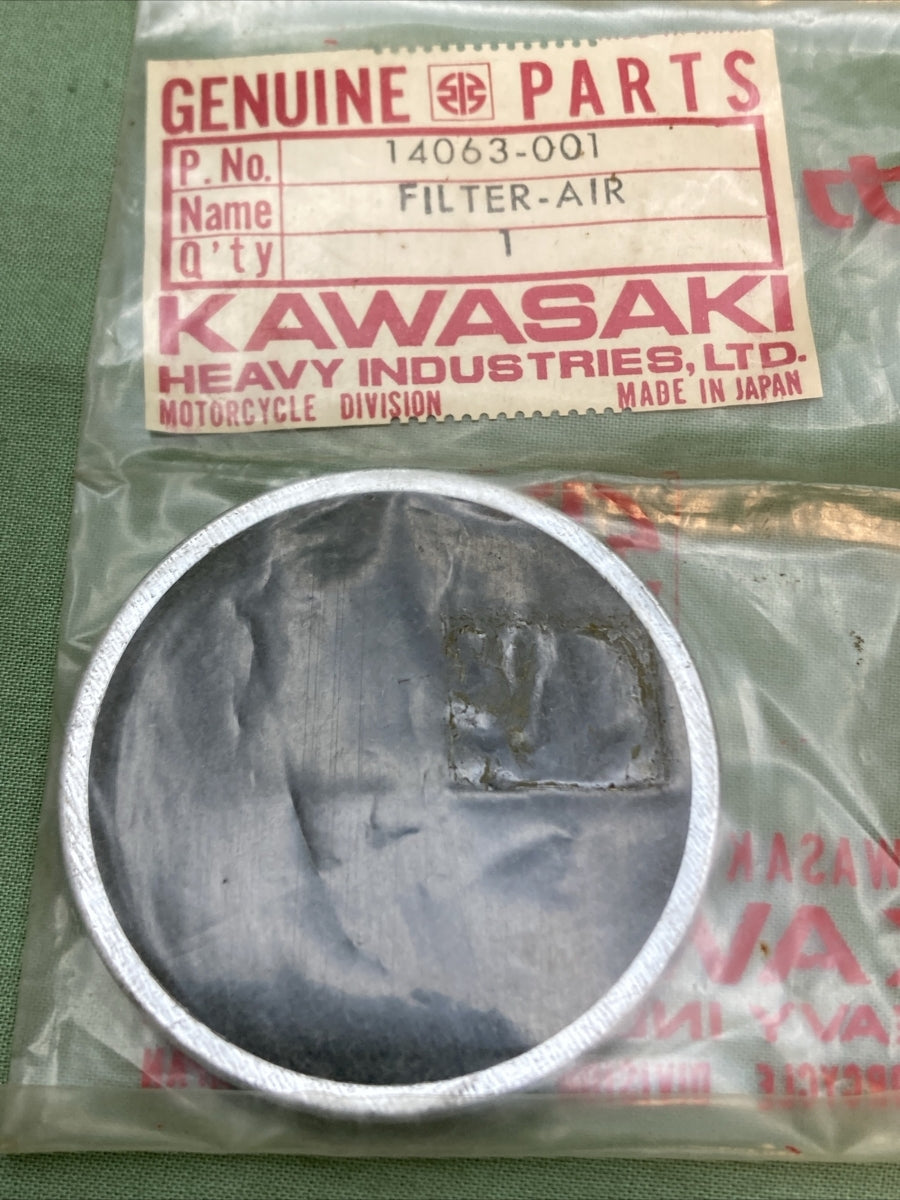 GENUINE PARTS
P.No. 14063-001
Name FILTER-AIR
Q'ty 1
KAWASAKI
HEAVY INDUSTRIES, LTD.
MOTORCYCLE DIVISION MADE IN JAPAN